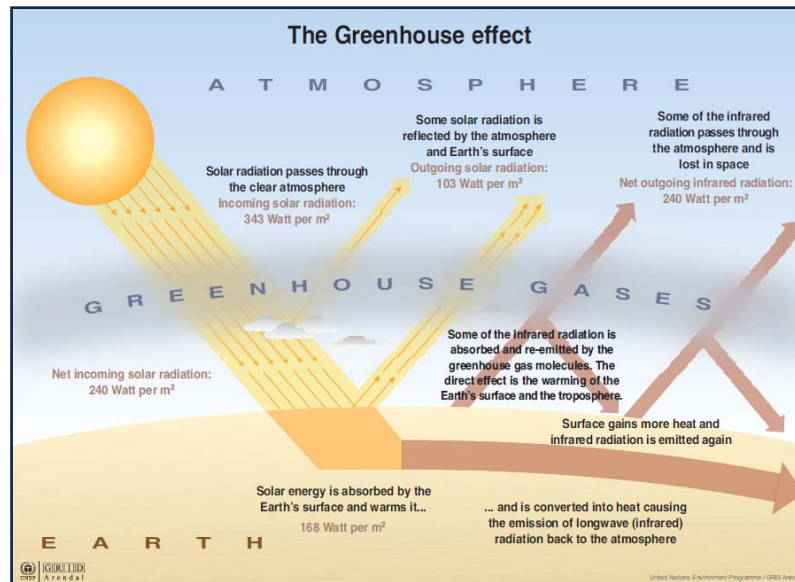 The Greenhouse effect
A T M O S P H E R E
Some solar radiation is
reflected by the atmosphere
and Earth's surface
Outgoing solar radiation:
103 Watt per m²
Some of the infrared
radiation passes through
the atmosphere and is
lost in space
Net outgoing infrared radiation:
240 Watt per m²
Solar radiation passes through
the clear atmosphere
Incoming solar radiation:
343 Watt per m²
G R E E N H O U S E G A S E S
Net incoming solar radiation:
240 Watt per m²
Some of the infrared radiation is
absorbed and re-emitted by the
greenhouse gas molecules. The
direct effect is the warming of the
Earth's surface and the troposphere.
Surface gains more heat and
infrared radiation is emitted again
Solar energy is absorbed by the
Earth's surface and warms it...
168 Watt per m²
... and is converted into heat causing
the emission of longwave (infrared)
radiation back to the atmosphere
E A R T H
UNEP
G R I D
A r e n d a l
United Nations Environment Programme / GRID Aren